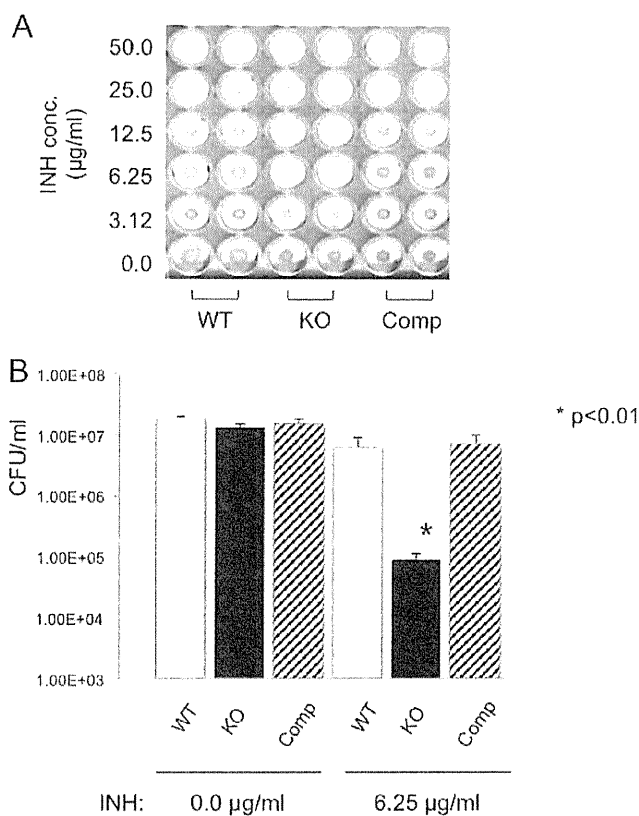 A
INH conc.
(µg/ml)
50.0
25.0
12.5
6.25
3.12
0.0
WT KO Comp
B
CFU/ml
1.00E+08
1.00E+07
1.00E+06
1.00E+05
1.00E+04
1.00E+03
* p<0.01
*
WT KO Comp WT KO Comp
INH: 0.0 µg/ml 6.25 µg/ml